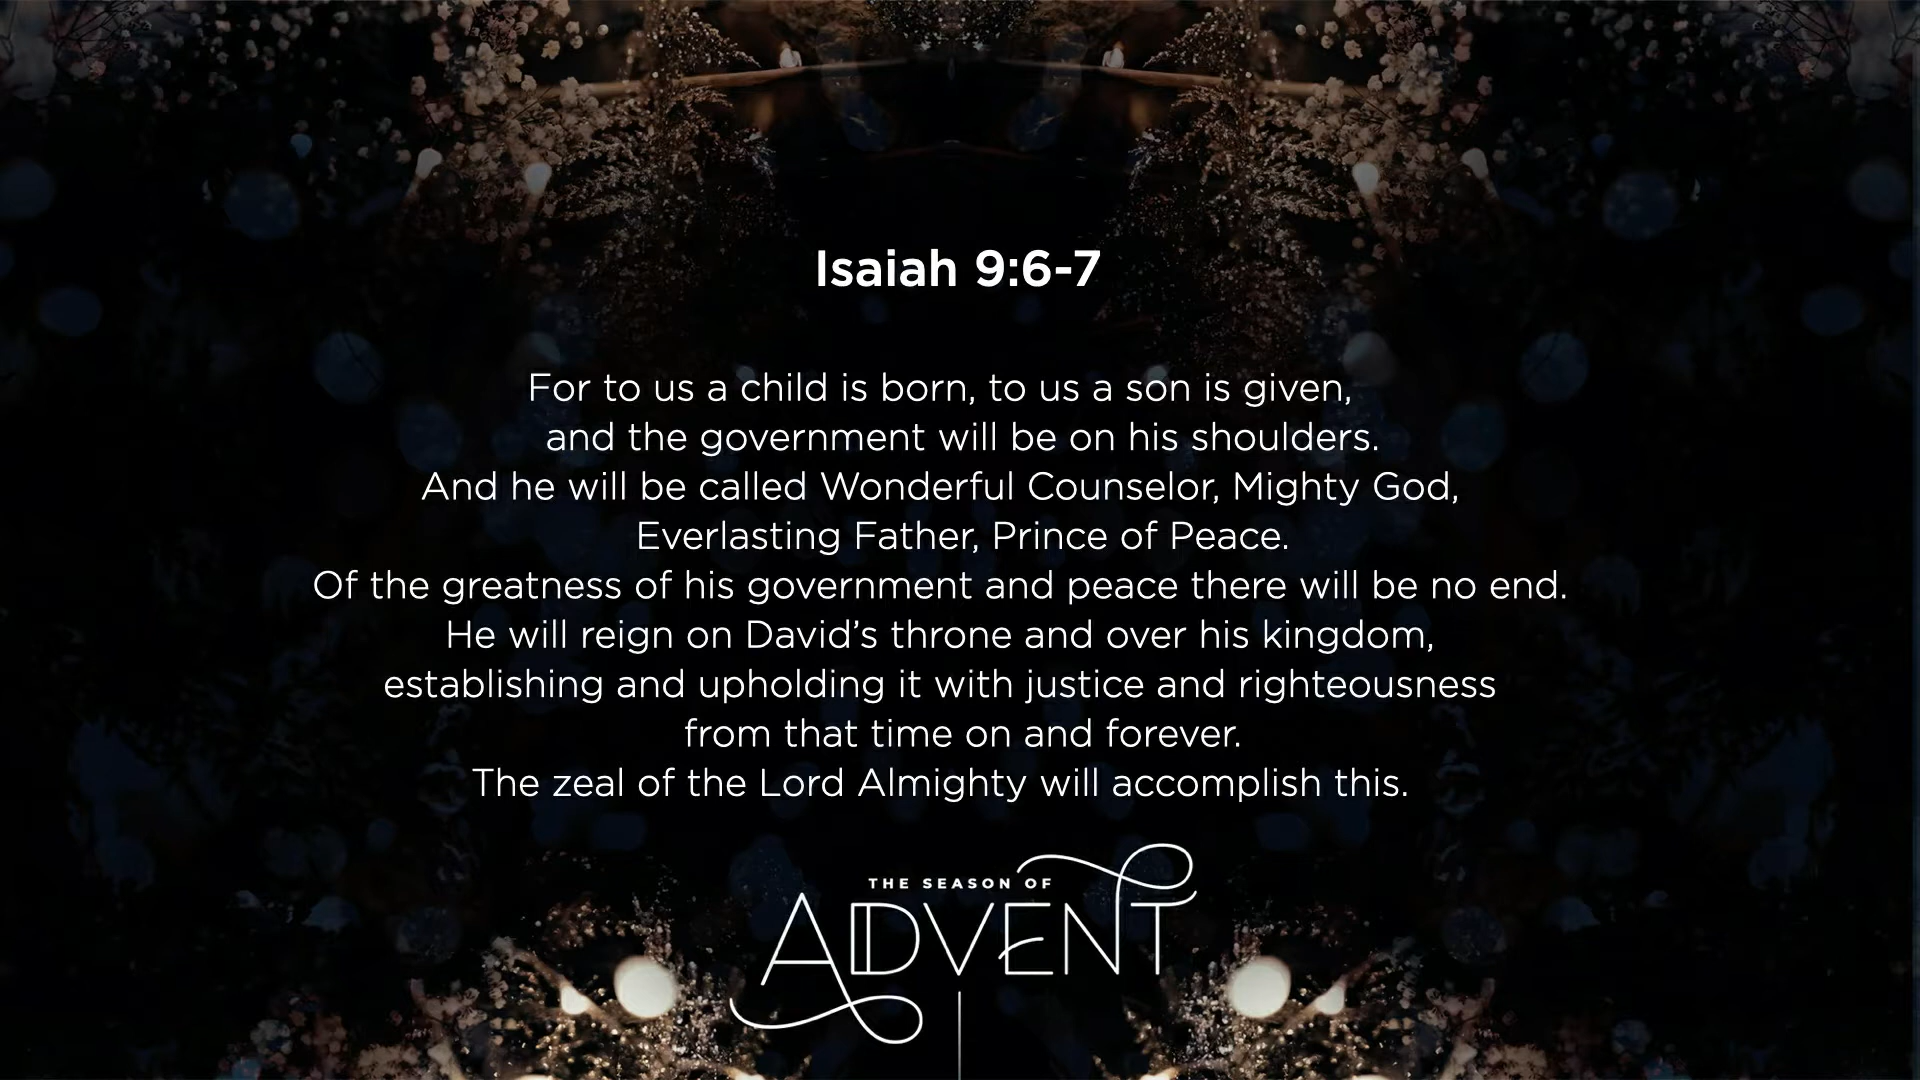 Isaiah 9:6-7
For to us a child is born, to us a son is given,
and the government will be on his shoulders.
And he will be called Wonderful Counselor, Mighty God,
Everlasting Father, Prince of Peace.
Of the greatness of his government and peace there will be no end.
He will reign on David’s throne and over his kingdom,
establishing and upholding it with justice and righteousness
from that time on and forever.
The zeal of the Lord Almighty will accomplish this.
THE SEASON OF
ADVENT